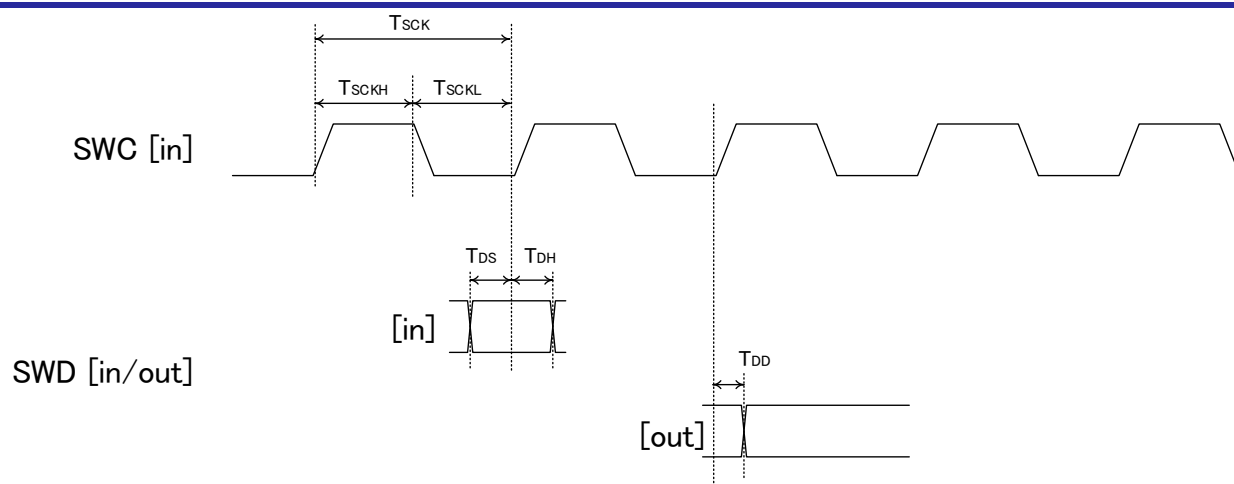 TSCK
TSCKH TSCKL
SWC [in]
TDS TDH
[in]
SWD [in/out]
TDD
[out]